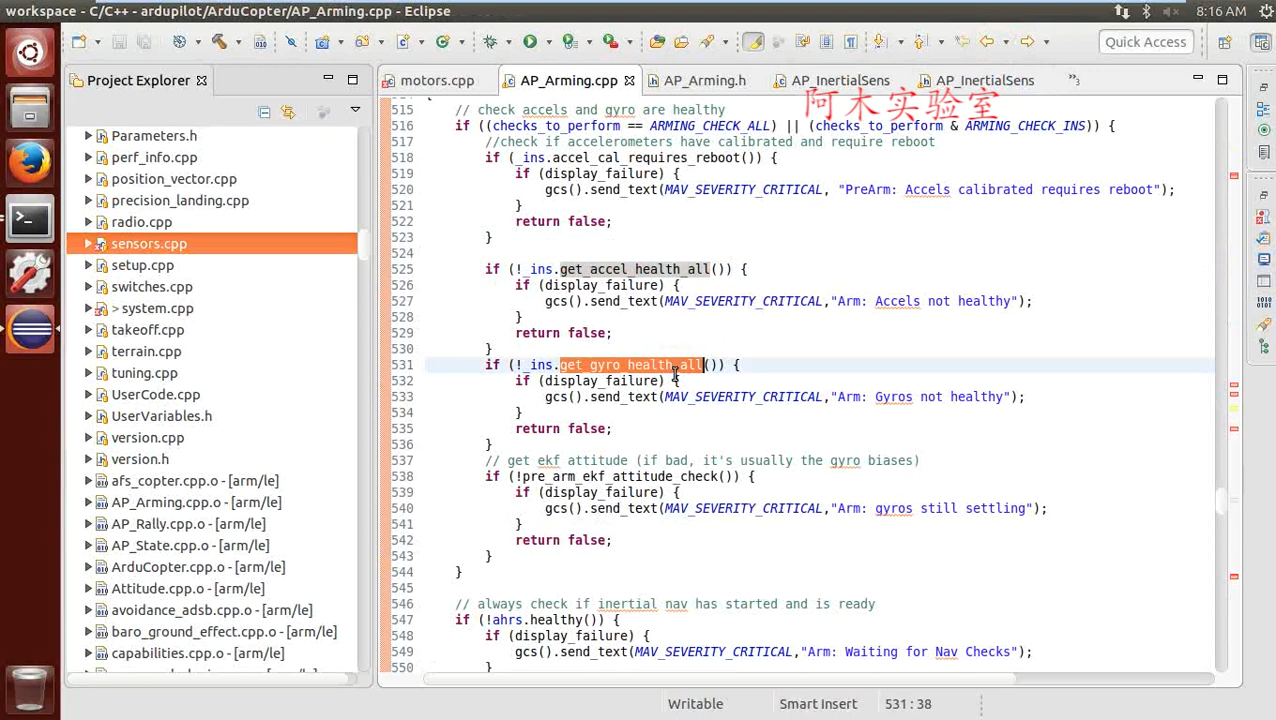 workspace - C/C++ - ardupilot/ArduCopter/AP_Arming.cpp - Eclipse
8:16 AM
Quick Access
Project Explorer
Parameters.h
perf_info.cpp
position_vector.cpp
precision_landing.cpp
radio.cpp
sensors.cpp
setup.cpp
switches.cpp
> system.cpp
takeoff.cpp
terrain.cpp
tuning.cpp
UserCode.cpp
UserVariables.h
version.cpp
version.h
afs_copter.cpp.o - [arm/le]
AP_Arming.cpp.o - [arm/le]
AP_Rally.cpp.o - [arm/le]
AP_State.cpp.o - [arm/le]
ArduCopter.cpp.o - [arm/le]
Attitude.cpp.o - [arm/le]
avoidance_adsb.cpp.o - [arm/le]
baro_ground_effect.cpp.o - [arm/le]
capabilities.cpp.o - [arm/le]
motors.cpp
AP_Arming.cpp
AP_Arming.h
AP_InertialSens
AP_InertialSens
»3
阿木实验室
515 // check accels and gyro are healthy
516 if ((checks_to_perform == ARMING_CHECK_ALL) || (checks_to_perform & ARMING_CHECK_INS)) {
517 //check if accelerometers have calibrated and require reboot
518 if (_ins.accel_cal_requires_reboot()) {
519 if (display_failure) {
520 gcs().send_text(MAV_SEVERITY_CRITICAL, "PreArm: Accels calibrated requires reboot");
521 }
522 return false;
523 }
524
525 if (!_ins.get_accel_health_all()) {
526 if (display_failure) {
527 gcs().send_text(MAV_SEVERITY_CRITICAL,"Arm: Accels not healthy");
528 }
529 return false;
530 }
531 if (!_ins.get_gyro_health_all()) {
532 if (display_failure) {
533 gcs().send_text(MAV_SEVERITY_CRITICAL,"Arm: Gyros not healthy");
534 }
535 return false;
536 }
537 // get ekf attitude (if bad, it's usually the gyro biases)
538 if (!pre_arm_ekf_attitude_check()) {
539 if (display_failure) {
540 gcs().send_text(MAV_SEVERITY_CRITICAL,"Arm: gyros still settling");
541 }
542 return false;
543 }
544 }
545
546 // always check if inertial nav has started and is ready
547 if (!ahrs.healthy()) {
548 if (display_failure) {
549 gcs().send_text(MAV_SEVERITY_CRITICAL,"Arm: Waiting for Nav Checks");
550 }
Writable
Smart Insert
531 : 38